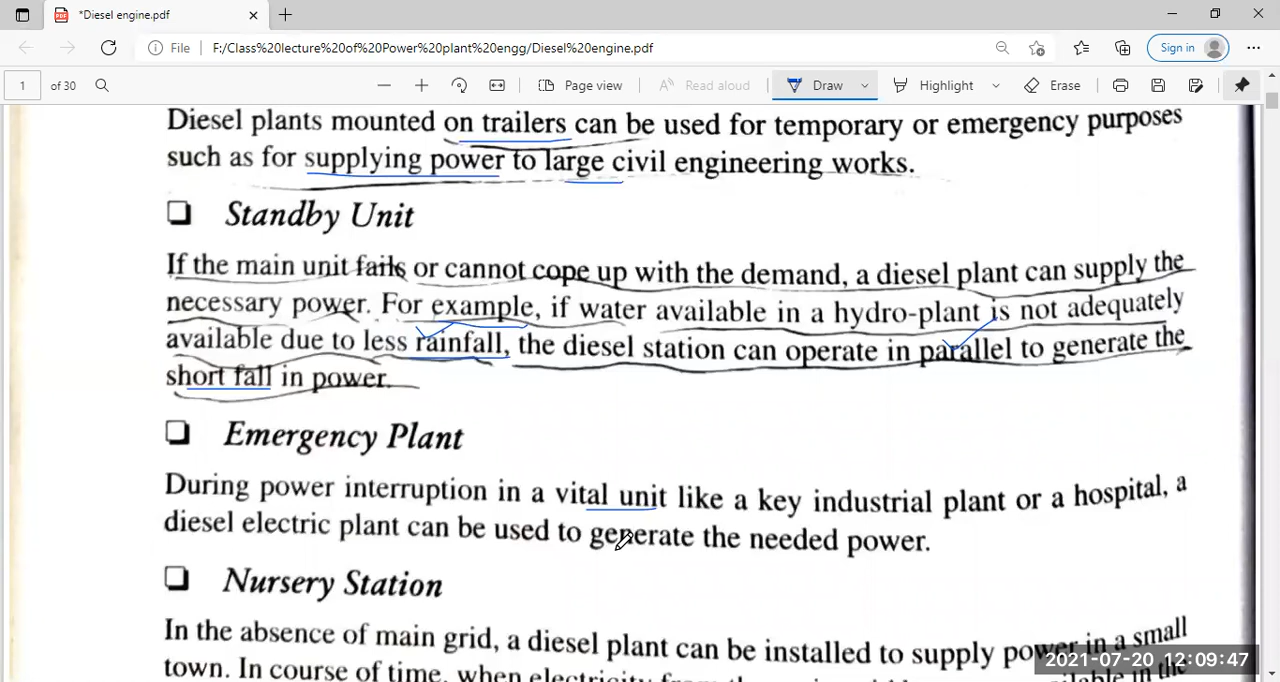 *Diesel engine.pdf
File F:/Class%20lecture%20of%20Power%20plant%20engg/Diesel%20engine.pdf Sign in
1 of 30 Page view Read aloud Draw Highlight Erase
Diesel plants mounted on trailers can be used for temporary or emergency purposes
such as for supplying power to large civil engineering works.
Standby Unit
If the main unit fails or cannot cope up with the demand, a diesel plant can supply the
necessary power. For example, if water available in a hydro-plant is not adequately
available due to less rainfall, the diesel station can operate in parallel to generate the
short fall in power.
Emergency Plant
During power interruption in a vital unit like a key industrial plant or a hospital, a
diesel electric plant can be used to generate the needed power.
Nursery Station
In the absence of main grid, a diesel plant can be installed to supply power in a small
town. In course of time, when electricity from the
2021-07-20 12:09:47